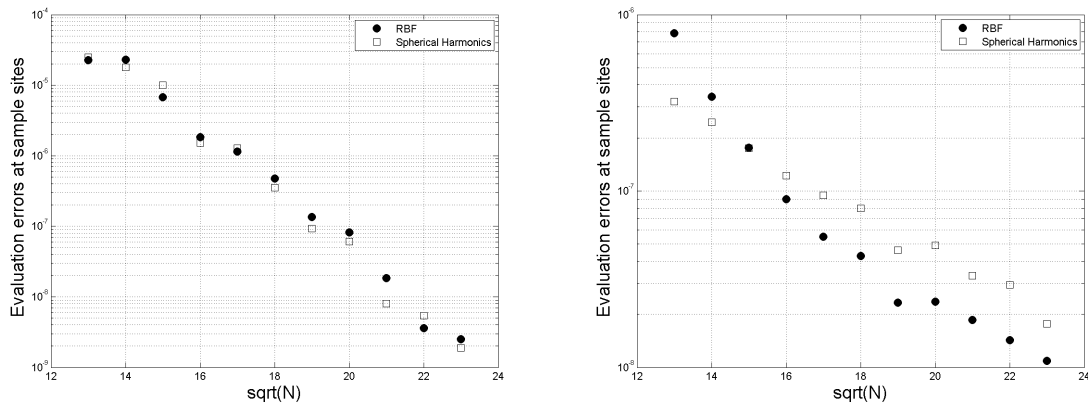 10^-4
10^-5
10^-6
10^-7
10^-8
10^-9
Evaluation errors at sample sites
RBF
Spherical Harmonics
12 14 16 18 20 22 24
sqrt(N)
10^-6
10^-7
10^-8
Evaluation errors at sample sites
RBF
Spherical Harmonics
12 14 16 18 20 22 24
sqrt(N)